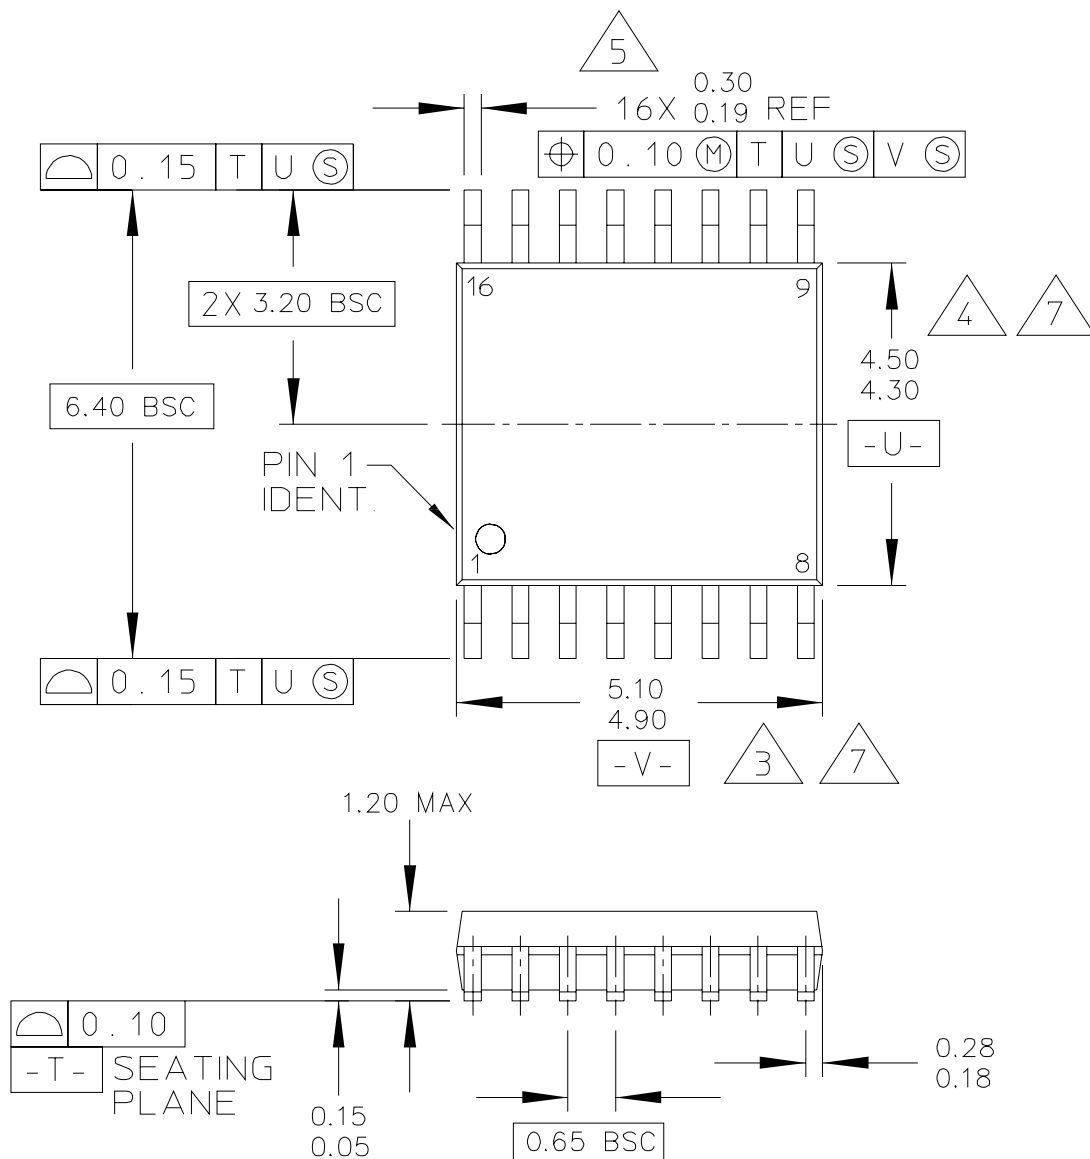 5
0.30
16X 0.19 REF
0.15 T U Ⓢ
⌖ 0.10 Ⓜ T U Ⓢ V Ⓢ
16 9
2X 3.20 BSC
4 7
4.50
4.30
6.40 BSC
-U-
PIN 1
IDENT.
1 8
0.15 T U Ⓢ
5.10
4.90
-V- 3 7
1.20 MAX
0.10
-T- SEATING
PLANE
0.28
0.18
0.15
0.05
0.65 BSC